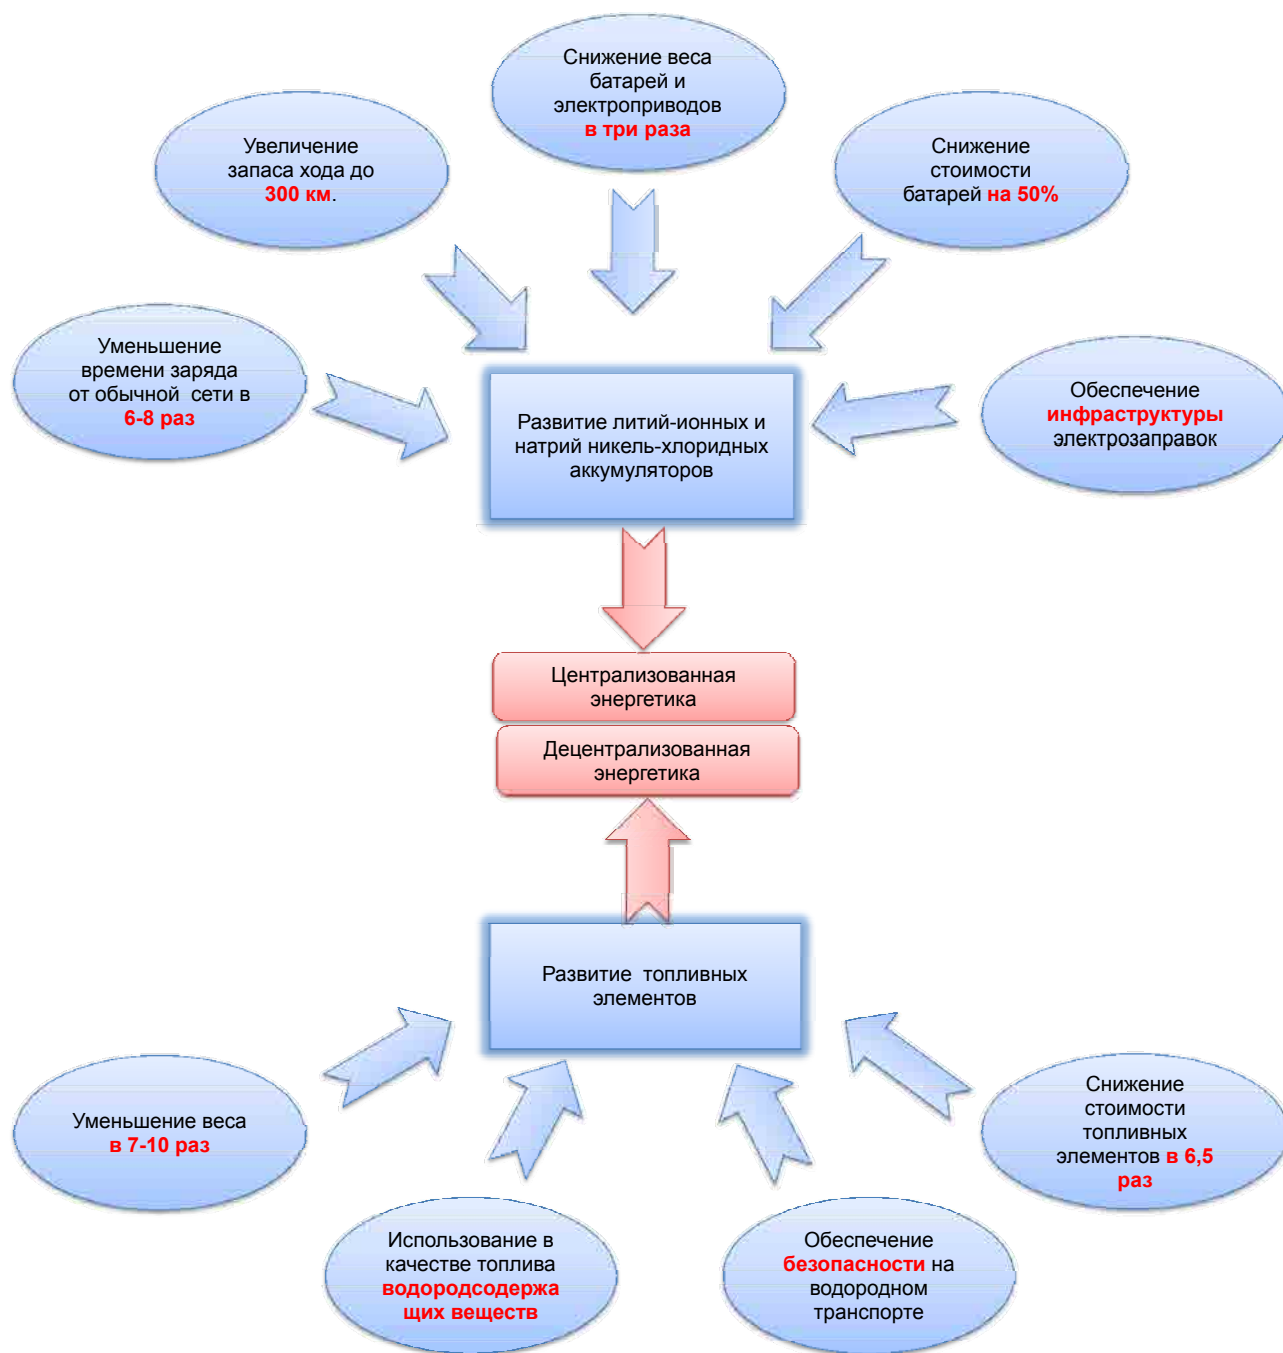 Снижение веса
батарей и
электроприводов
в три раза
Увеличение
запаса хода до
300 км.
Снижение
стоимости
батарей на 50%
Уменьшение
времени заряда
от обычной сети в
6-8 раз
Обеспечение
инфраструктуры
электрозаправок
Развитие литий-ионных и
натрий никель-хлоридных
аккумуляторов
Централизованная
энергетика
Децентрализованная
энергетика
Развитие топливных
элементов
Уменьшение веса
в 7-10 раз
Снижение
стоимости
топливных
элементов в 6,5
раз
Использование в
качестве топлива
водородсодержа
щих веществ
Обеспечение
безопасности на
водородном
транспорте